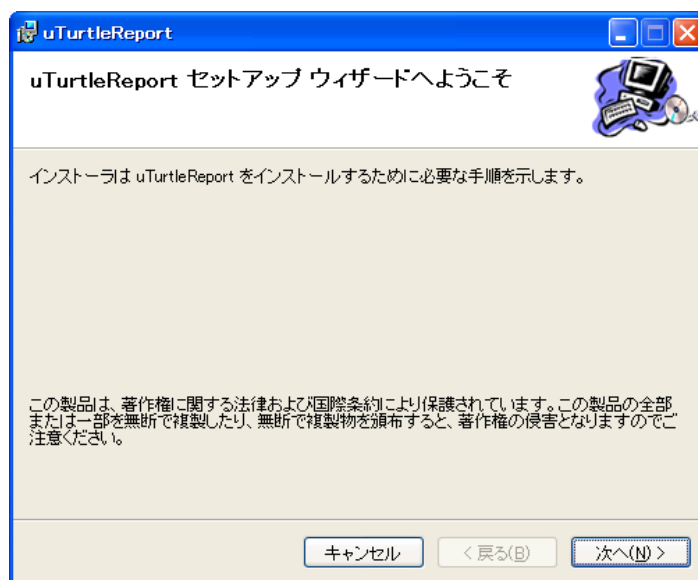 uTurtleReport
uTurtleReport セットアップ ウィザードへようこそ
インストーラは uTurtleReport をインストールするために必要な手順を示します。
この製品は、著作権に関する法律および国際条約により保護されています。この製品の全部
または一部を無断で複製したり、無断で複製物を頒布すると、著作権の侵害となりますのでご
注意ください。
キャンセル
< 戻る(B)
次へ(N) >